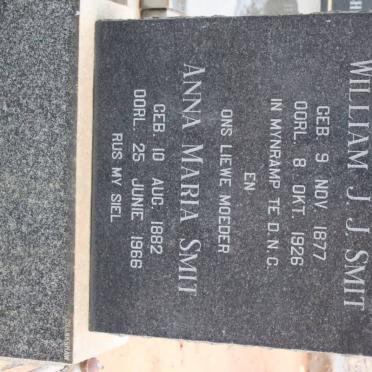 WILLIAM J. J. SMIT
GEB. 9 NOV. 1877
OORL. 8 OKT. 1926
IN MYNRAMP TE D.N.C.
EN
ONS LIEWE MOEDER
ANNA MARIA SMIT
GEB. 10 AUG. 1882
OORL. 25 JUNIE 1966
RUS MY SIEL